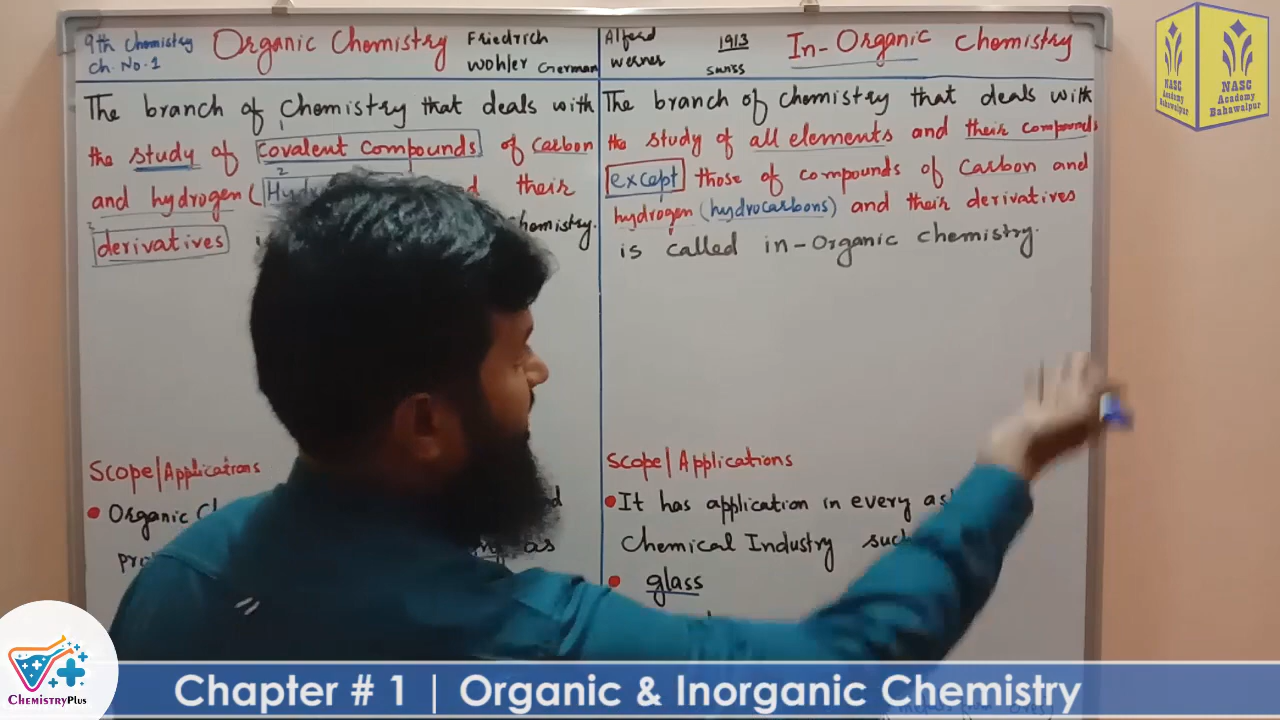 9th Chemistry
Ch. No. 1
Organic Chemistry
Friedrich
Wohler German
The branch of Chemistry that deals with
the study of covalent compounds of carbon
and hydrogen ( their
hemistry.
derivatives
Scope/Applications
Organic
as
Alferd
werner
1913
swiss
In-Organic Chemistry
The branch of chemistry that deals with
the study of all elements and their compounds
except those of compounds of Carbon and
hydrogen (hydrocarbons) and their derivatives
is called in-Organic chemistry.
Scope/Applications
It has application in every
Chemical Industry
glass
NASC
Academy
Bahawalpur
NASC
Academy
Bahawalpur
ChemistryPlus
Chapter # 1 | Organic & Inorganic Chemistry